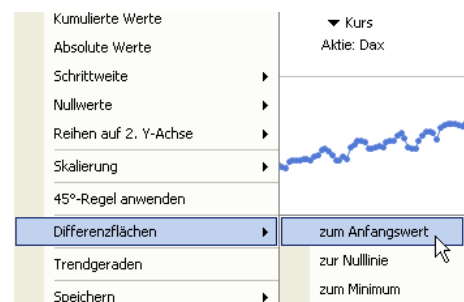 Kumulierte Werte
Absolute Werte
Schrittweite
Nullwerte
Reihen auf 2. Y-Achse
Skalierung
45°-Regel anwenden
Differenzflächen
Trendgeraden
Speichern
Kurs
Aktie: Dax
zum Anfangswert
zur Nulllinie
zum Minimum